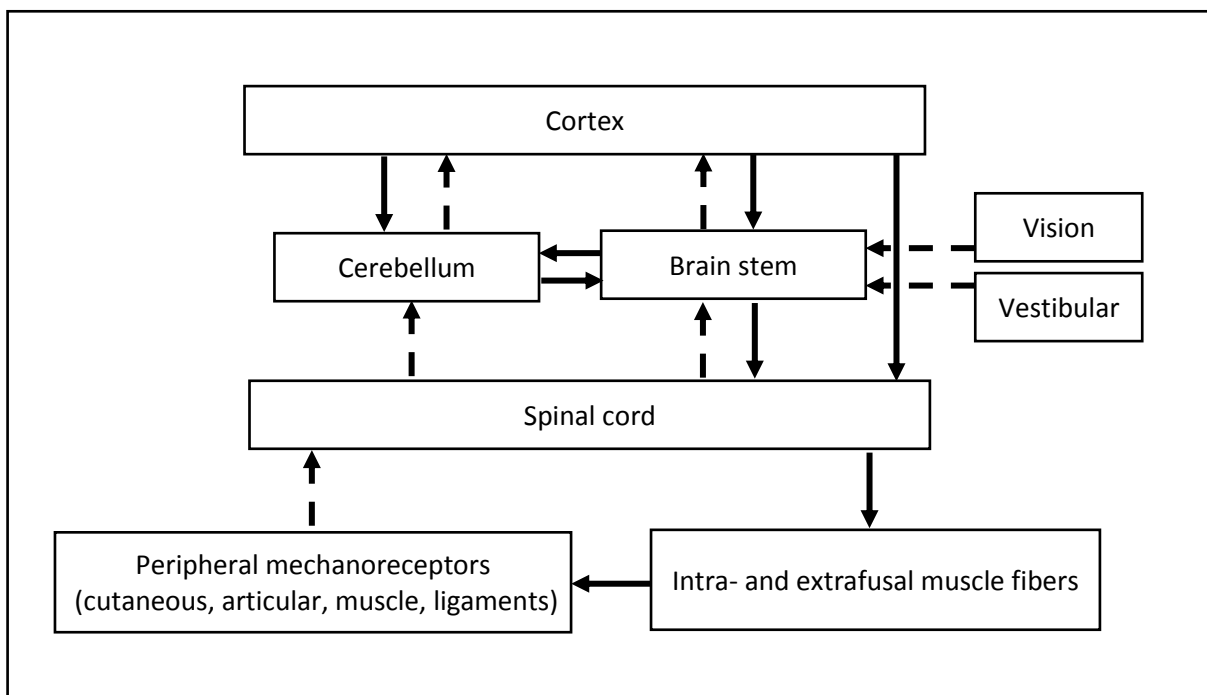 Cortex
Vision
Cerebellum
Brain stem
Vestibular
Spinal cord
Peripheral mechanoreceptors
(cutaneous, articular, muscle, ligaments)
Intra- and extrafusal muscle fibers